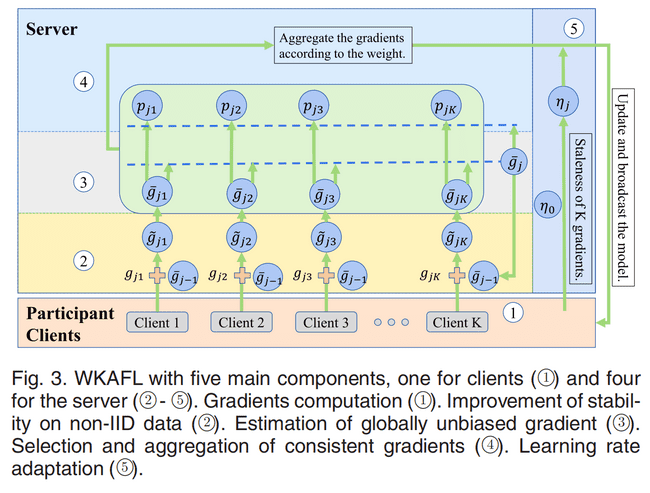 Server
⑤
Aggregate the gradients
according to the weight.
④
p_{j1} p_{j2} p_{j3} p_{jK}
η_j
ḡ_j
③
ḡ_{j1} ḡ_{j2} ḡ_{j3} ḡ_{jK}
η_0
Staleness of K gradients.
Update and broadcast the model.
g̃_{j1} g̃_{j2} g̃_{j3} g̃_{jK}
②
g_{j1} ḡ_{j−1} g_{j2} ḡ_{j−1} g_{j3} ḡ_{j−1} g_{jK} ḡ_{j−1}
Participant
Clients
Client 1 Client 2 Client 3 Client K
①
Fig. 3. WKAFL with five main components, one for clients (①) and four
for the server (②- ⑤). Gradients computation (①). Improvement of stabil-
ity on non-IID data (②). Estimation of globally unbiased gradient (③).
Selection and aggregation of consistent gradients (④). Learning rate
adaptation (⑤).